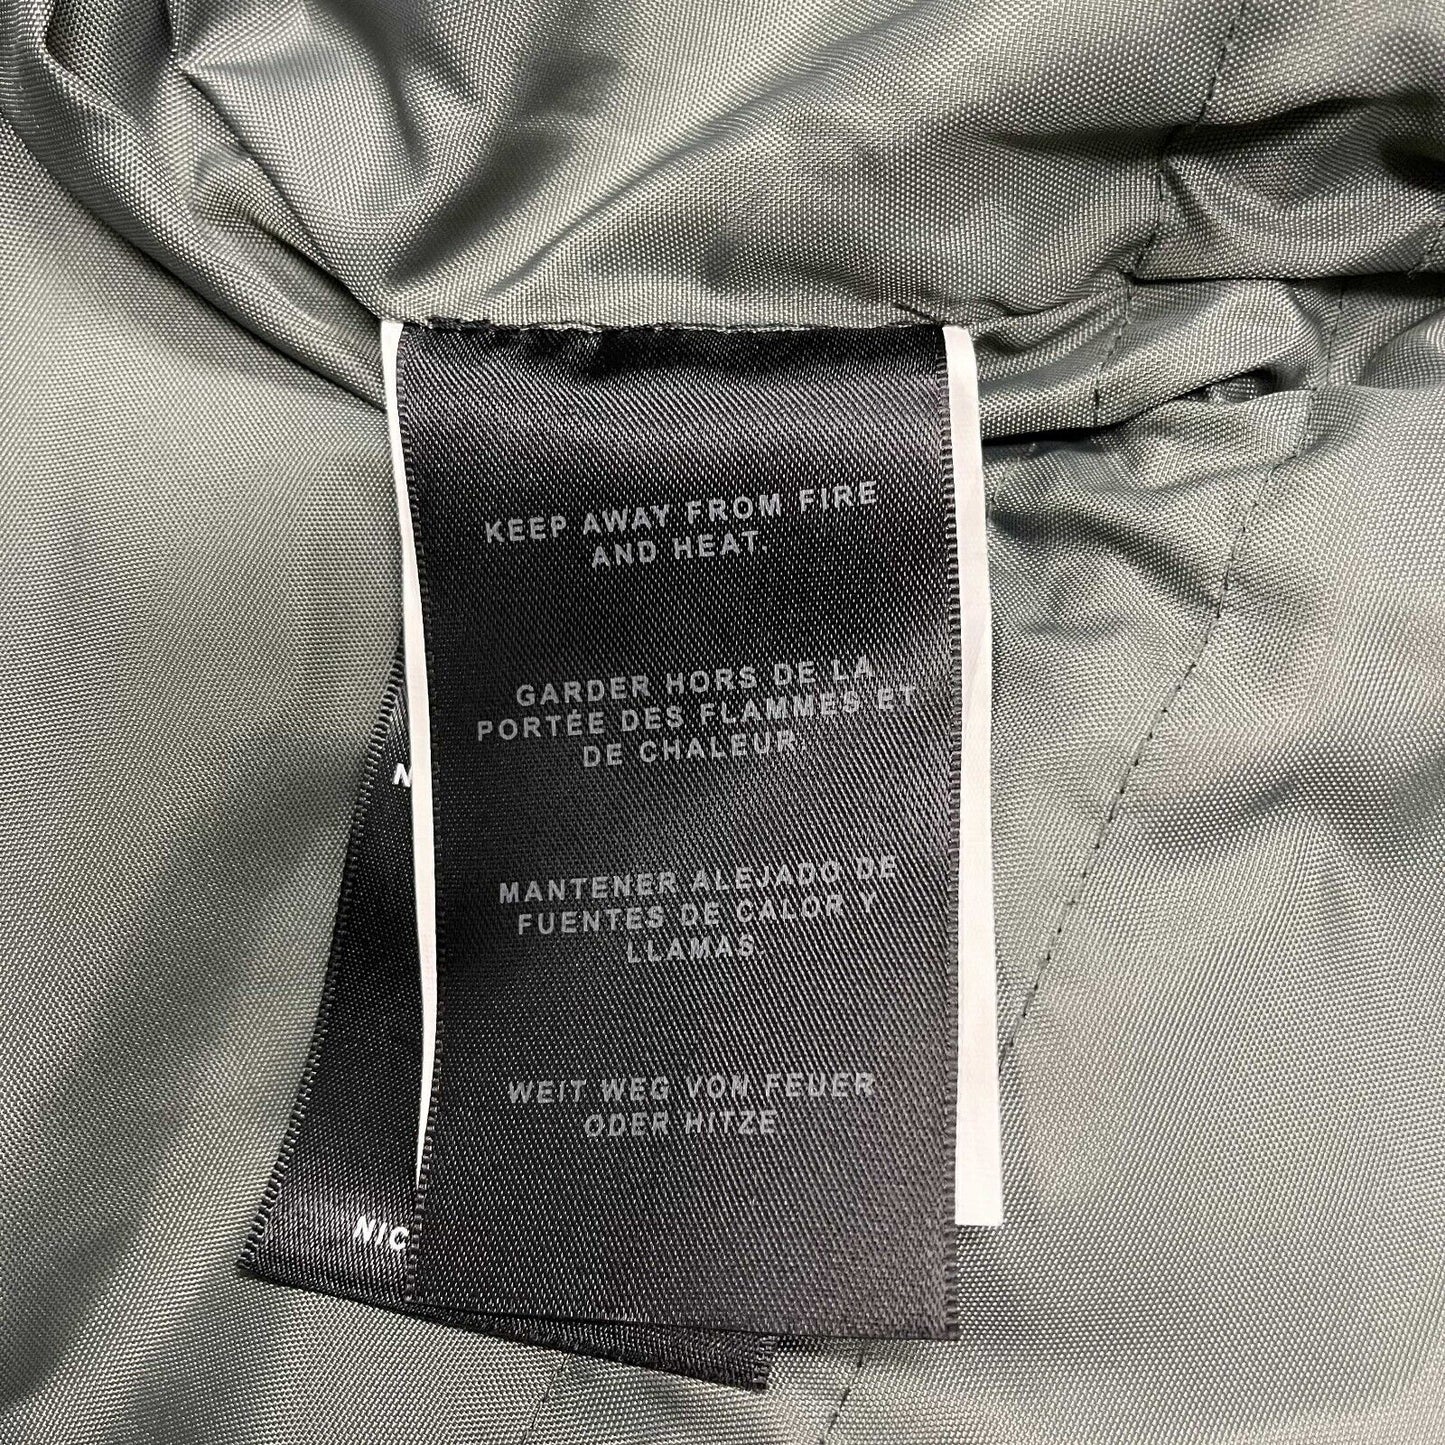 KEEP AWAY FROM FIRE
AND HEAT.
GARDER HORS DE LA
PORTÉE DES FLAMMES ET
DE CHALEUR.
MANTENER ALEJADO DE
FUENTES DE CALOR Y
LLAMAS.
WEIT WEG VON FEUER
ODER HITZE
NIC